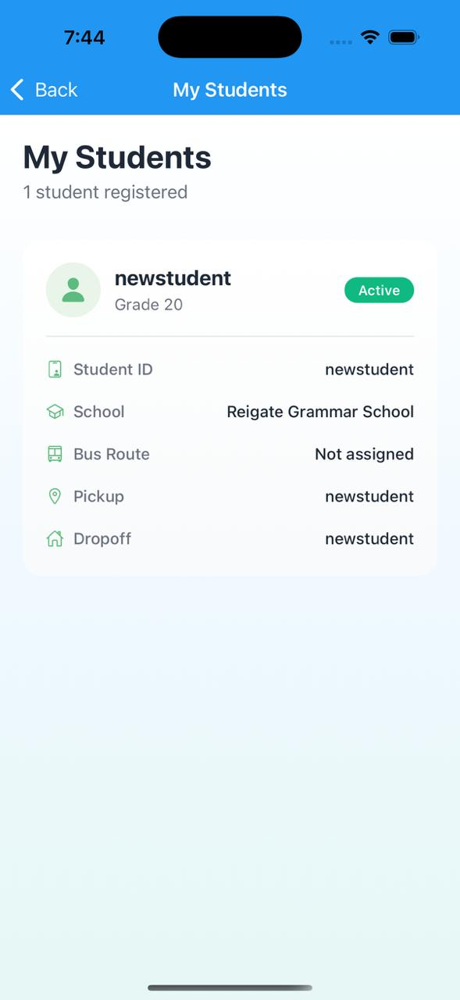 7:44
Back
My Students
My Students
1 student registered
newstudent
Grade 20
Active
Student ID
newstudent
School
Reigate Grammar School
Bus Route
Not assigned
Pickup
newstudent
Dropoff
newstudent